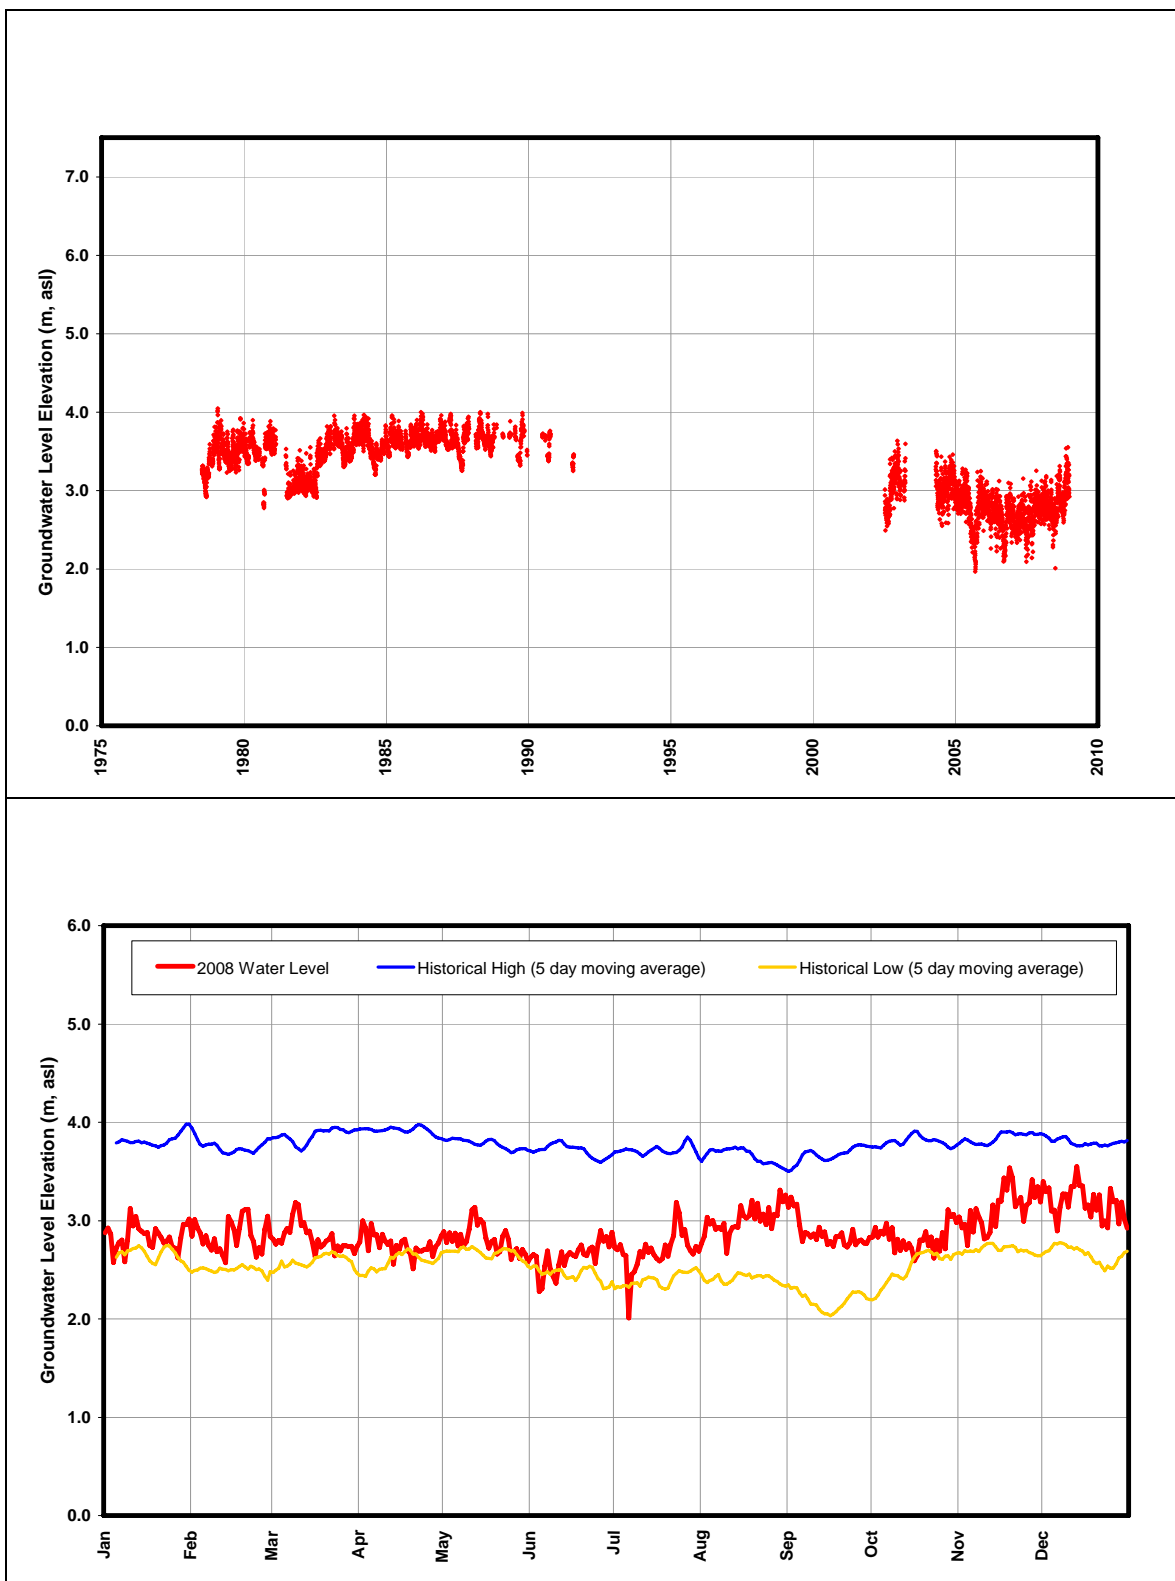 7.0
6.0
5.0
4.0
3.0
2.0
1.0
0.0
Groundwater Level Elevation (m, asl)
1975
1980
1985
1990
1995
2000
2005
2010
6.0
5.0
4.0
3.0
2.0
1.0
0.0
Groundwater Level Elevation (m, asl)
2008 Water Level
Historical High (5 day moving average)
Historical Low (5 day moving average)
Jan
Feb
Mar
Apr
May
Jun
Jul
Aug
Sep
Oct
Nov
Dec